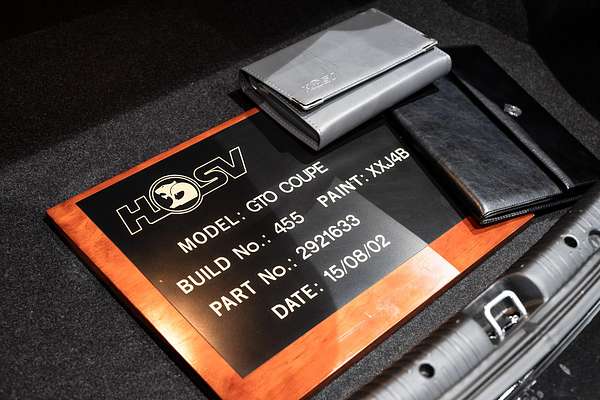 HSV
MODEL: GTO COUPE
BUILD No.: 455 PAINT: XXJ4B
PART No.: 2921633
DATE: 15/08/02